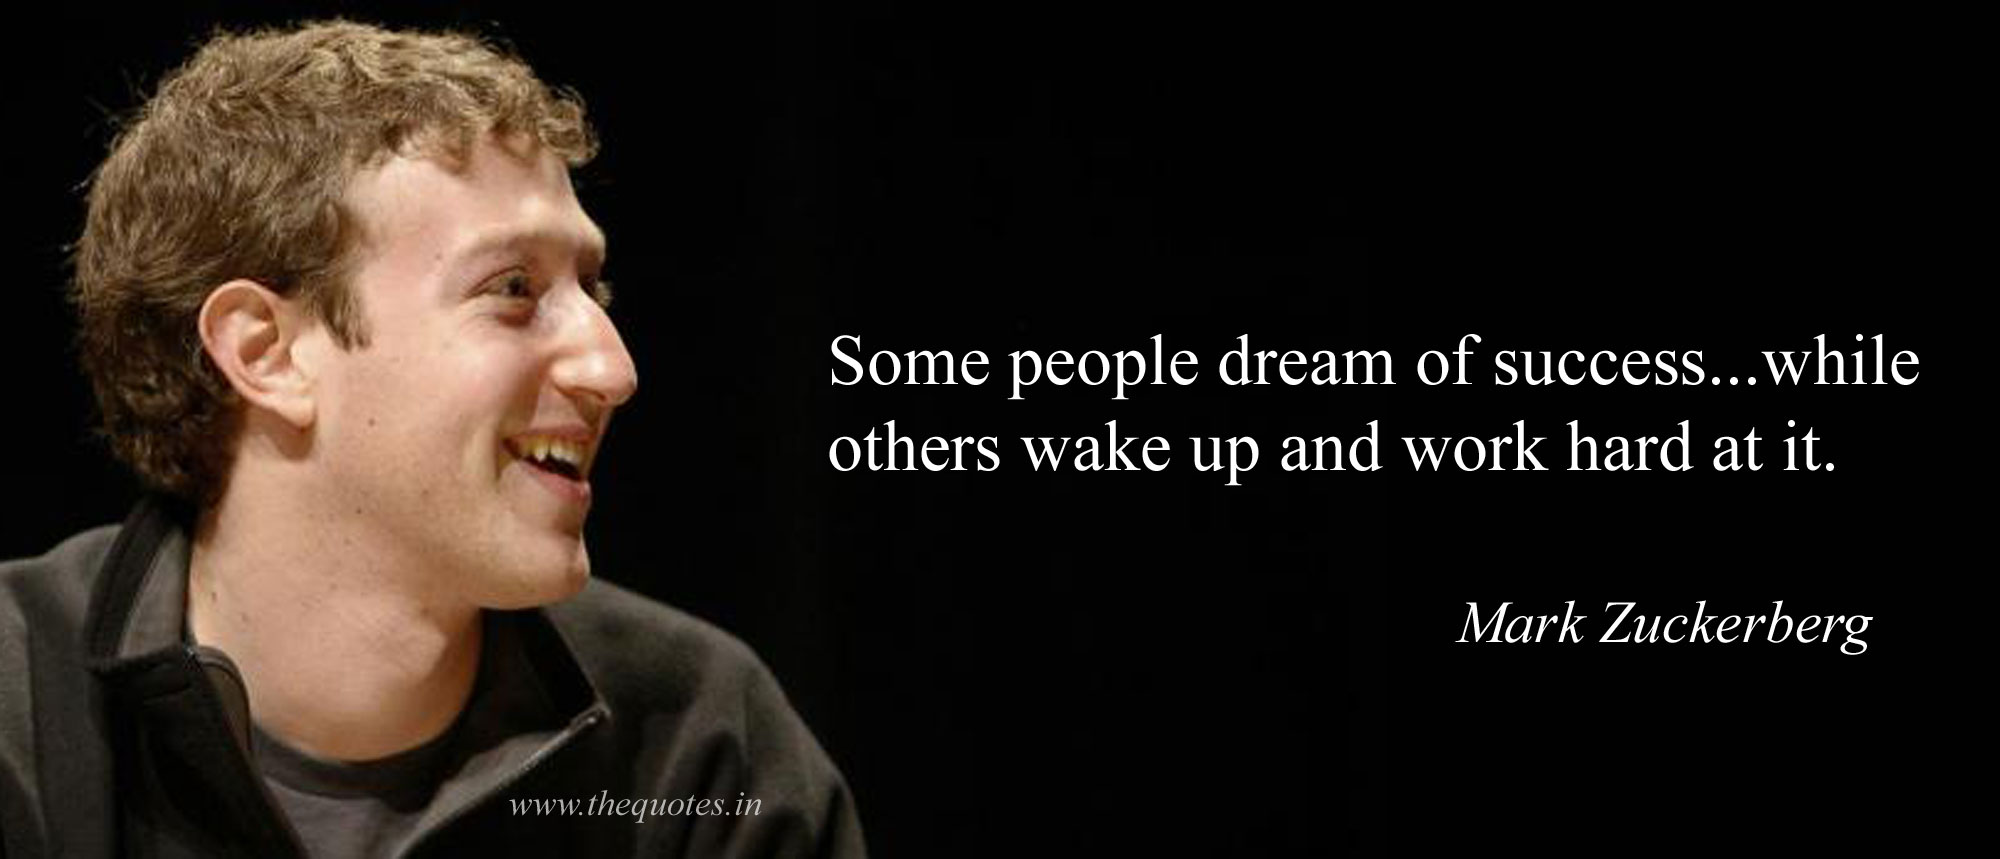 Some people dream of success...while
others wake up and work hard at it.
Mark Zuckerberg
www.thequotes.in